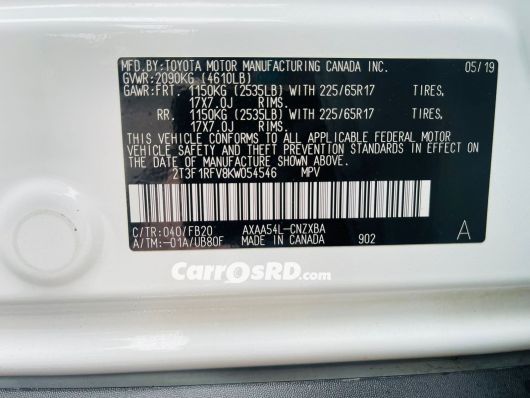 MFD.BY:TOYOTA MOTOR MANUFACTURING CANADA INC. 05/19
GVWR:2090KG (4610LB)
GAWR:FRT. 1150KG (2535LB) WITH 225/65R17 TIRES,
17X7.0J RIMS.
RR. 1150KG (2535LB) WITH 225/65R17 TIRES,
17X7.0J RIMS.
THIS VEHICLE CONFORMS TO ALL APPLICABLE FEDERAL MOTOR
VEHICLE SAFETY AND THEFT PREVENTION STANDARDS IN EFFECT ON
THE DATE OF MANUFACTURE SHOWN ABOVE.
2T3F1RFV8KW054546 MPV
C/TR:040/FB20 AXAA54L-CNZXBA
A/TM:-01A/UB80F MADE IN CANADA 902 A
CarrOsRD.com